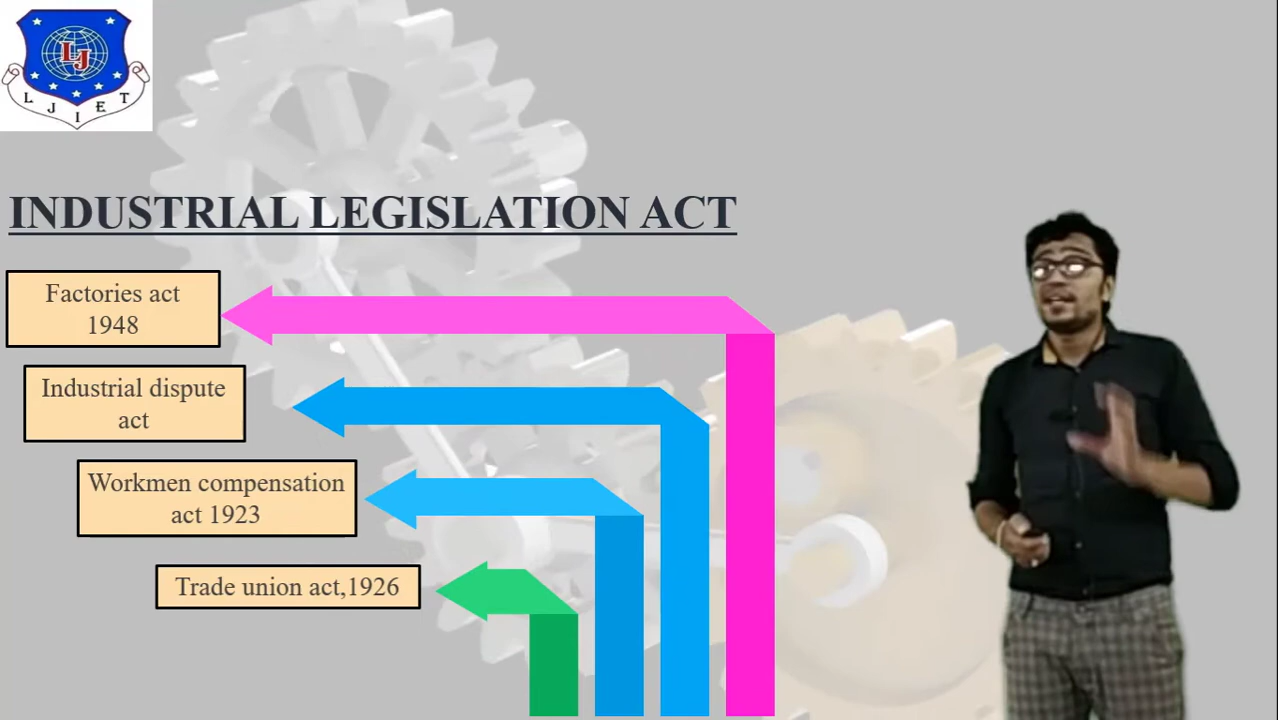 LJ
L J I E T
INDUSTRIAL LEGISLATION ACT
Factories act
1948
Industrial dispute
act
Workmen compensation
act 1923
Trade union act,1926